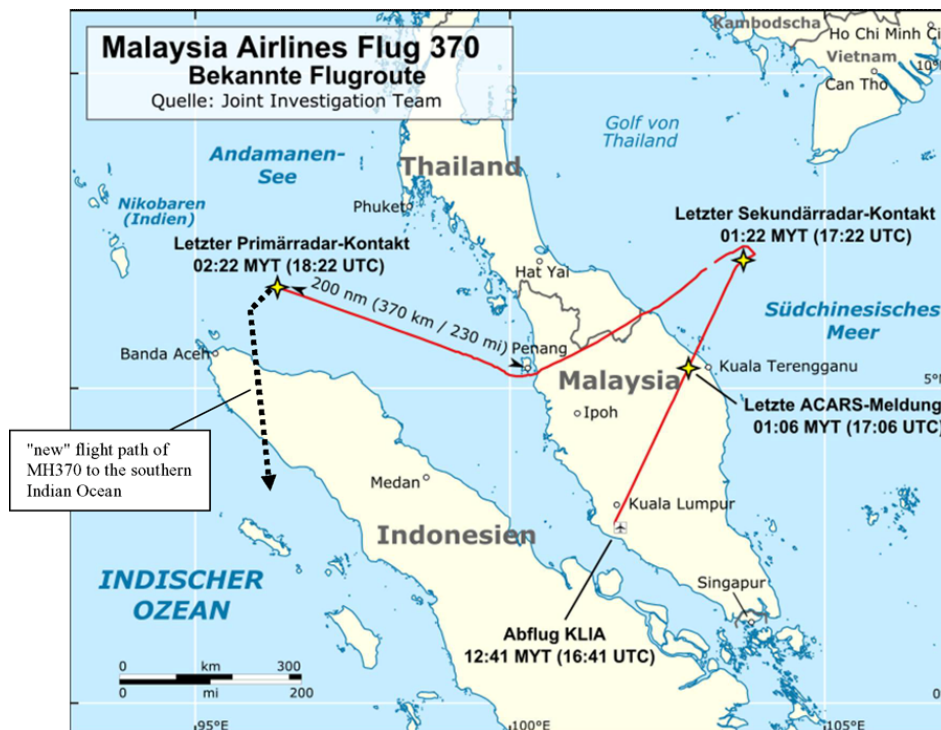 Malaysia Airlines Flug 370
Bekannte Flugroute
Quelle: Joint Investigation Team
Kambodscha
Ho Chi Minh Ci
Vietnam
10°
Can Tho
Golf von
Thailand
Andamanen-
See
Thailand
Nikobaren
(Indien)
Phuket
Letzter Sekundärradar-Kontakt
01:22 MYT (17:22 UTC)
Letzter Primärradar-Kontakt
02:22 MYT (18:22 UTC)
Hat Yai
200 nm (370 km / 230 mi)
Südchinesisches
Meer
Banda Aceh
Penang
Kuala Terengganu
Malaysia
5°N
Letzte ACARS-Meldung
01:06 MYT (17:06 UTC)
Ipoh
"new" flight path of
MH370 to the southern
Indian Ocean
Medan
Kuala Lumpur
Indonesien
INDISCHER
OZEAN
Singapur
Abflug KLIA
12:41 MYT (16:41 UTC)
0 km 300
0 mi 200
0
95°E
100°E
105°E